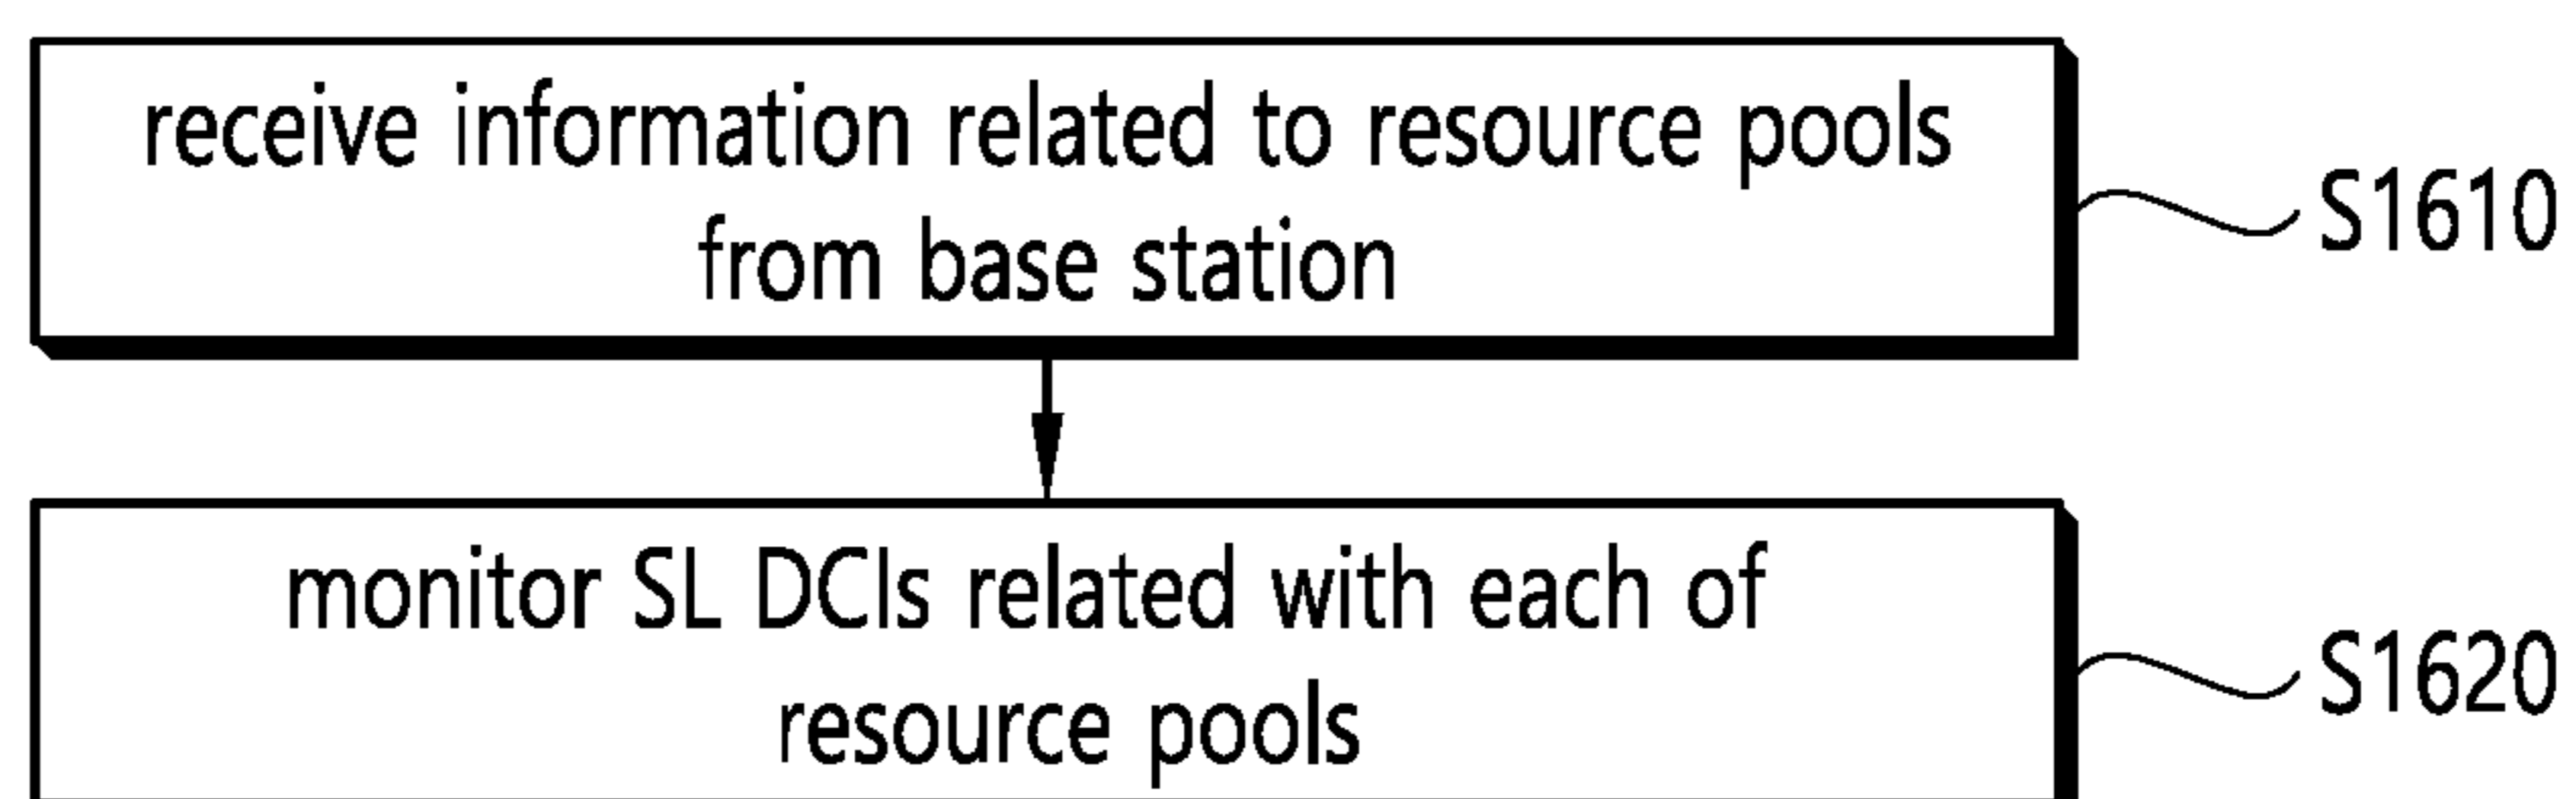 receive information related to resource pools
from base station
S1610
monitor SL DCIs related with each of
resource pools
S1620